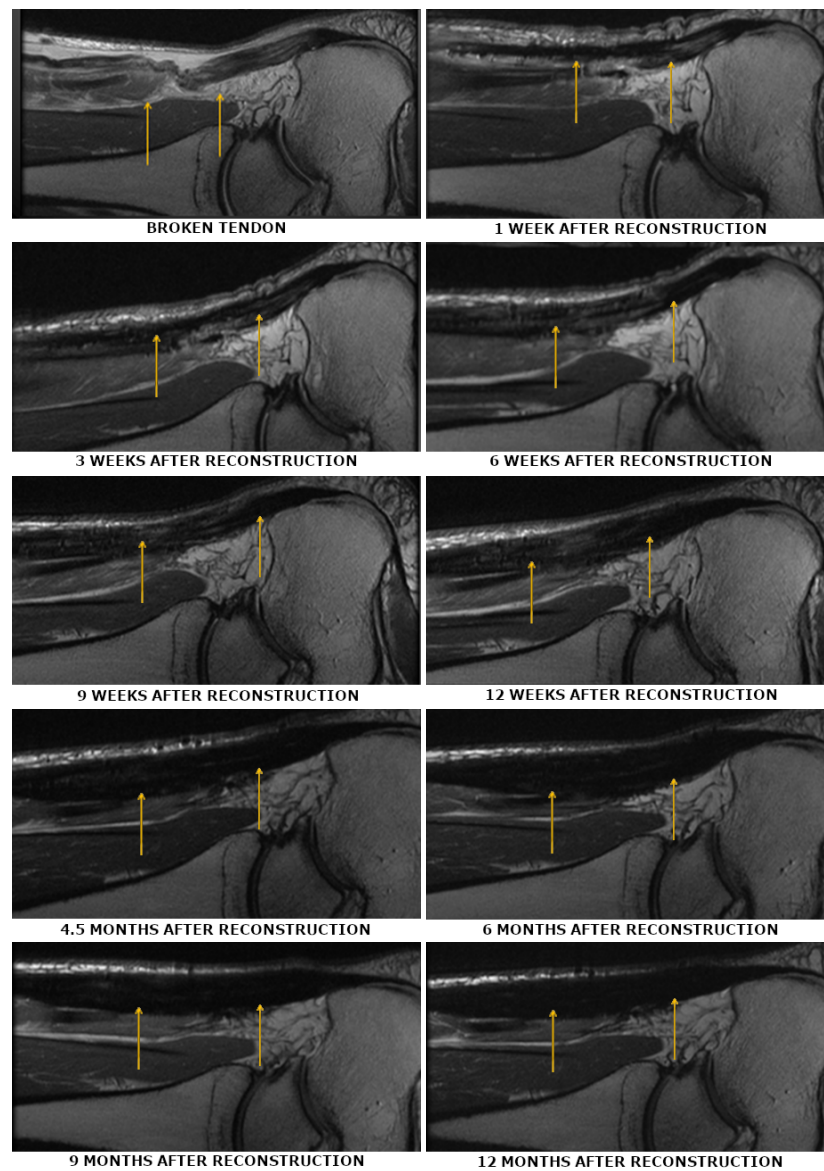 BROKEN TENDON
1 WEEK AFTER RECONSTRUCTION
3 WEEKS AFTER RECONSTRUCTION
6 WEEKS AFTER RECONSTRUCTION
9 WEEKS AFTER RECONSTRUCTION
12 WEEKS AFTER RECONSTRUCTION
4.5 MONTHS AFTER RECONSTRUCTION
6 MONTHS AFTER RECONSTRUCTION
9 MONTHS AFTER RECONSTRUCTION
12 MONTHS AFTER RECONSTRUCTION